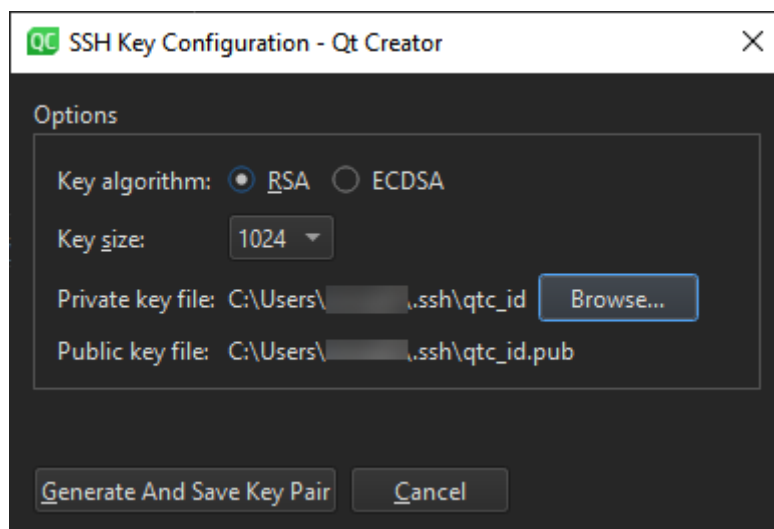 QC SSH Key Configuration - Qt Creator
Options
Key algorithm: RSA ECDSA
Key size: 1024
Private key file: C:\Users\ \.ssh\qtc_id Browse...
Public key file: C:\Users\ \.ssh\qtc_id.pub
Generate And Save Key Pair Cancel